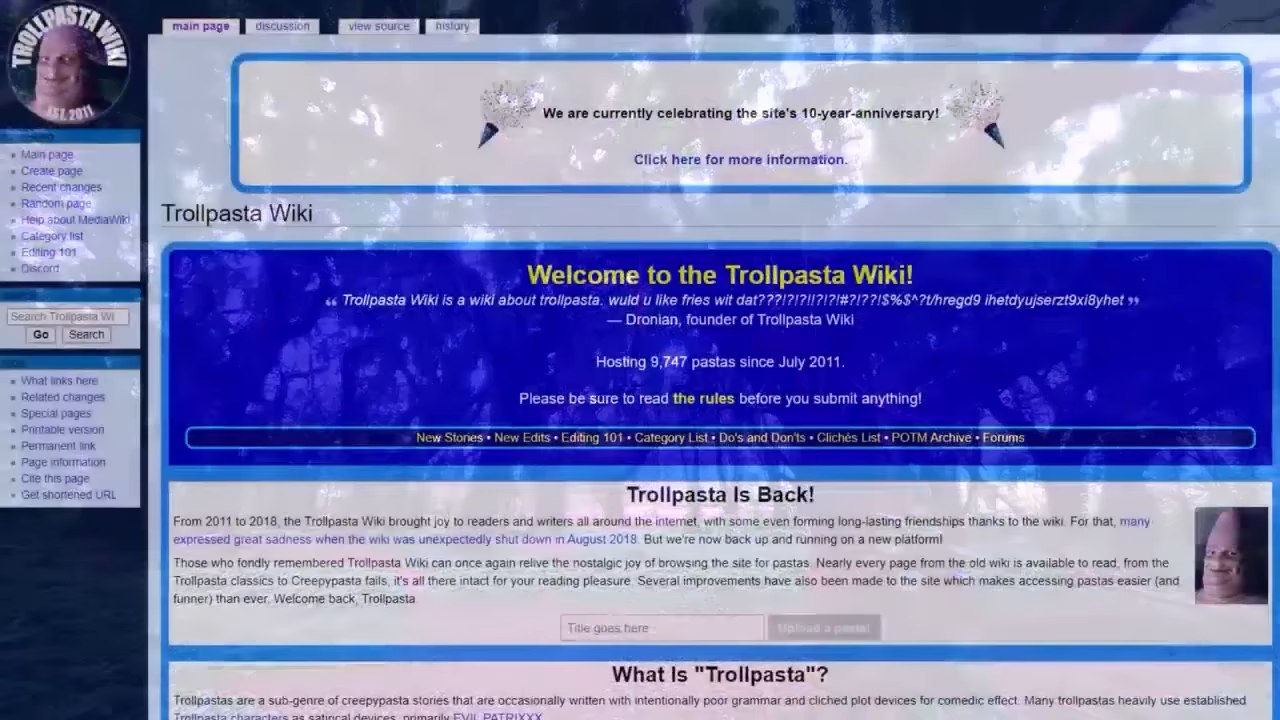 TROLLPASTA WIKI
EST. 2011
main page
discussion
view source
history
We are currently celebrating the site's 10-year-anniversary!
Click here for more information.
Main page
Create page
Recent changes
Random page
Help about MediaWiki
Category list
Editing 101
Discord
Search Trollpasta Wi
Go
Search
What links here
Related changes
Special pages
Printable version
Permanent link
Page information
Cite this page
Get shortened URL
Trollpasta Wiki
Welcome to the Trollpasta Wiki!
“ Trollpasta Wiki is a wiki about trollpasta. wuld u like fries wit dat???!?!?!!?!?!#?!??!$%$^?t/hregd9 ihetdyujserzt9xi8yhet ”
— Dronian, founder of Trollpasta Wiki
Hosting 9,747 pastas since July 2011.
Please be sure to read the rules before you submit anything!
New Stories • New Edits • Editing 101 • Category List • Do's and Don'ts • Clichés List • POTM Archive • Forums
Trollpasta Is Back!
From 2011 to 2018, the Trollpasta Wiki brought joy to readers and writers all around the internet, with some even forming long-lasting friendships thanks to the wiki. For that, many
expressed great sadness when the wiki was unexpectedly shut down in August 2018. But we're now back up and running on a new platform!
Those who fondly remembered Trollpasta Wiki can once again relive the nostalgic joy of browsing the site for pastas. Nearly every page from the old wiki is available to read, from the
Trollpasta classics to Creepypasta fails, it's all there intact for your reading pleasure. Several improvements have also been made to the site which makes accessing pastas easier (and
funner) than ever. Welcome back, Trollpasta.
Title goes here
Upload a pasta!
What Is "Trollpasta"?
Trollpastas are a sub-genre of creepypasta stories that are occasionally written with intentionally poor grammar and cliched plot devices for comedic effect. Many trollpastas heavily use established
Trollpasta characters as satirical devices, primarily EVIL PATRIXXX